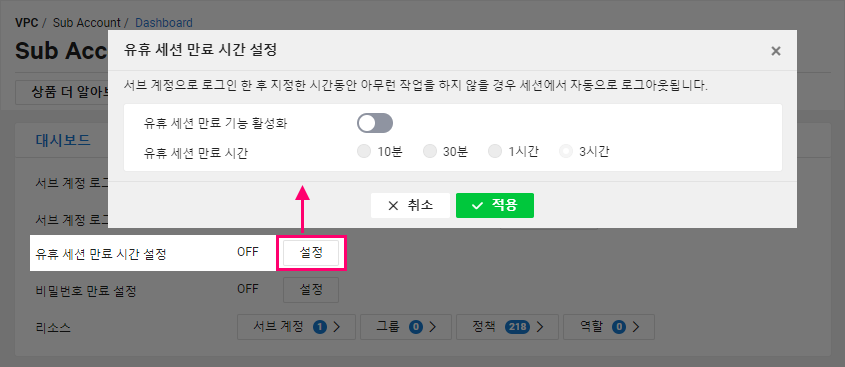 VPC / Sub Account / Dashboard
Sub Acc
상품 더 알아보
유휴 세션 만료 시간 설정
서브 계정으로 로그인 한 후 지정한 시간동안 아무런 작업을 하지 않을 경우 세션에서 자동으로 로그아웃됩니다.
유휴 세션 만료 기능 활성화
유휴 세션 만료 시간 10분 30분 1시간 3시간
취소 적용
대시보드
서브 계정 로그
서브 계정 로그
유휴 세션 만료 시간 설정 OFF 설정
비밀번호 만료 설정 OFF 설정
리소스 서브 계정 1 그룹 0 정책 218 역할 0